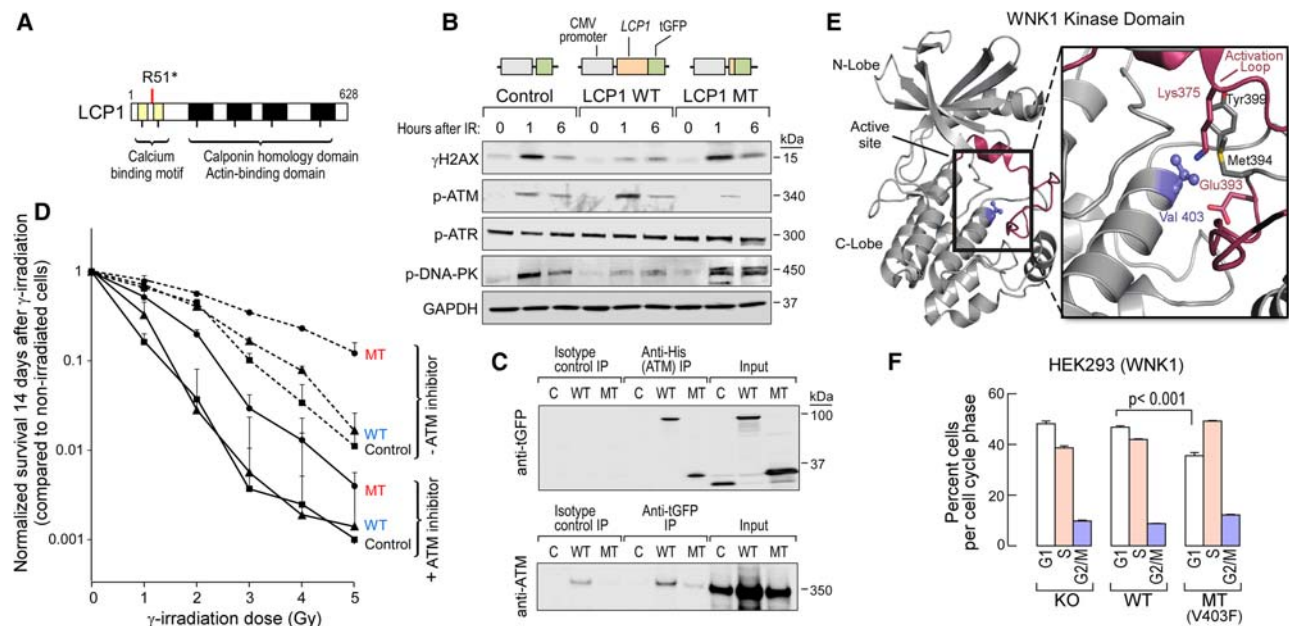 A
R51*
1
628
LCP1
Calcium
binding motif
Calponin homology domain
Actin-binding domain
B
CMV
promoter
LCP1
tGFP
Control
LCP1 WT
LCP1 MT
Hours after IR:
0 1 6 0 1 6 0 1 6
kDa
γH2AX
15
p-ATM
340
p-ATR
300
p-DNA-PK
450
GAPDH
37
C
Isotype
control IP
Anti-His
(ATM) IP
Input
C WT MT C WT MT C WT MT
kDa
100
37
anti-tGFP
Isotype
control IP
Anti-tGFP
IP
Input
C WT MT C WT MT C WT MT
350
anti-ATM
D
Normalized survival 14 days after γ-irradiation
(compared to non-irradiated cells)
1
0.1
0.01
0.001
0 1 2 3 4 5
γ-irradiation dose (Gy)
MT
WT
Control
- ATM inhibitor
MT
WT
Control
+ ATM inhibitor
E
WNK1 Kinase Domain
N-Lobe
Active
site
C-Lobe
Activation
Loop
Lys375
Tyr399
Met394
Glu393
Val 403
F
HEK293 (WNK1)
p< 0.001
Percent cells
per cell cycle phase
60
40
20
0
G1 S G2/M G1 S G2/M G1 S G2/M
KO
WT
MT
(V403F)